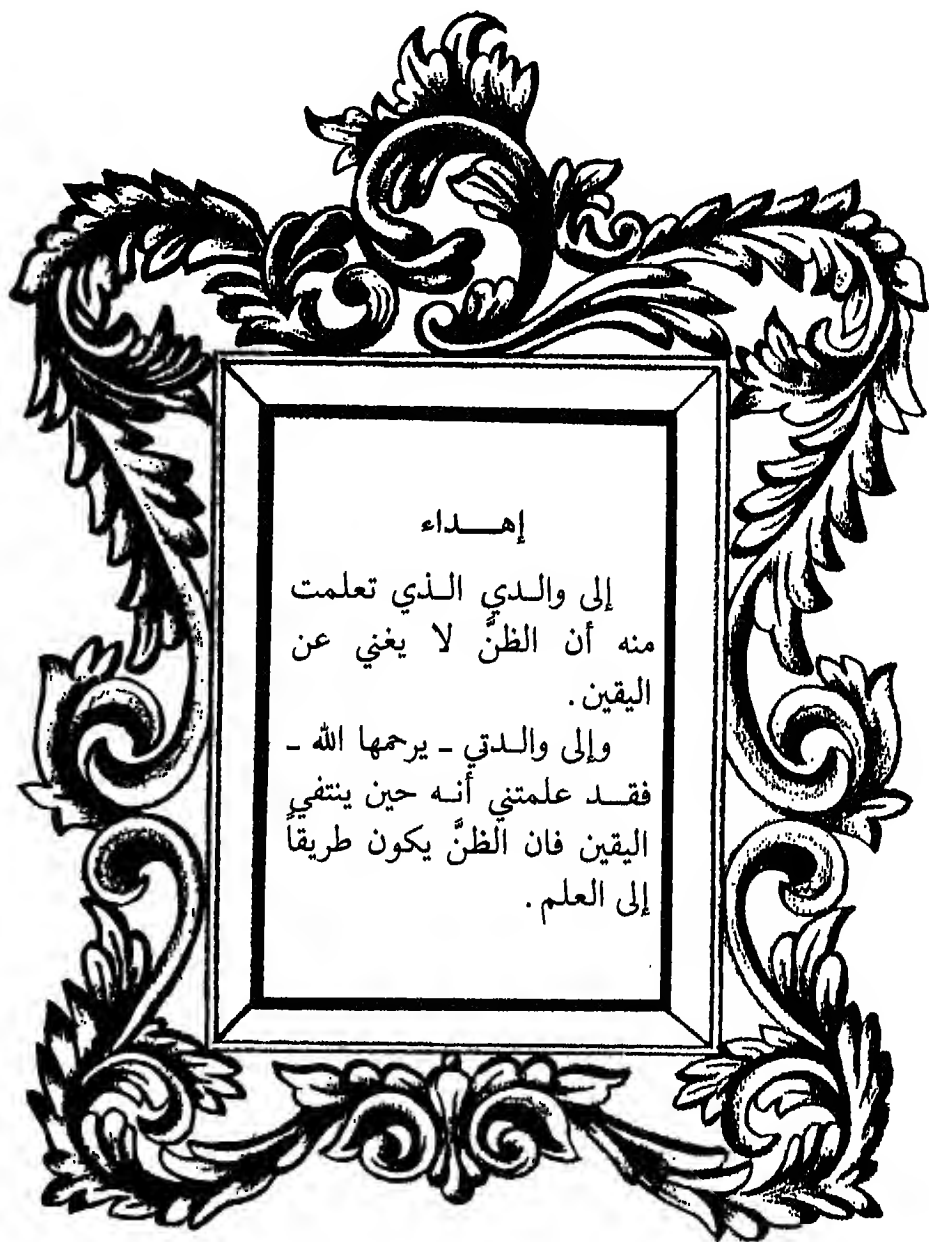 إهـــداء
إلى والـدي الـذي تعلمت
منه أن الظنَّ لا يغني عن
اليقين .
وإلى والـدتي - يرحمها الله -
فقــد علمتني أنـه حين ينتفي
اليقين فان الظنَّ يكون طريقاً
إلى العلم .